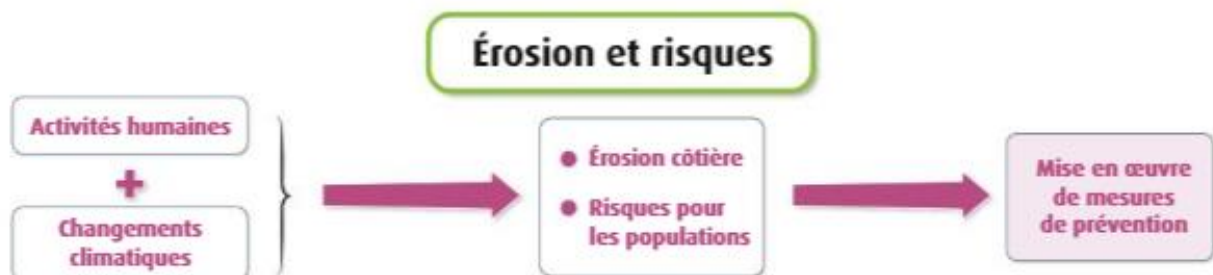 Érosion et risques
Activités humaines
+
Changements
climatiques
● Érosion côtière
● Risques pour
les populations
Mise en œuvre
de mesures
de prévention